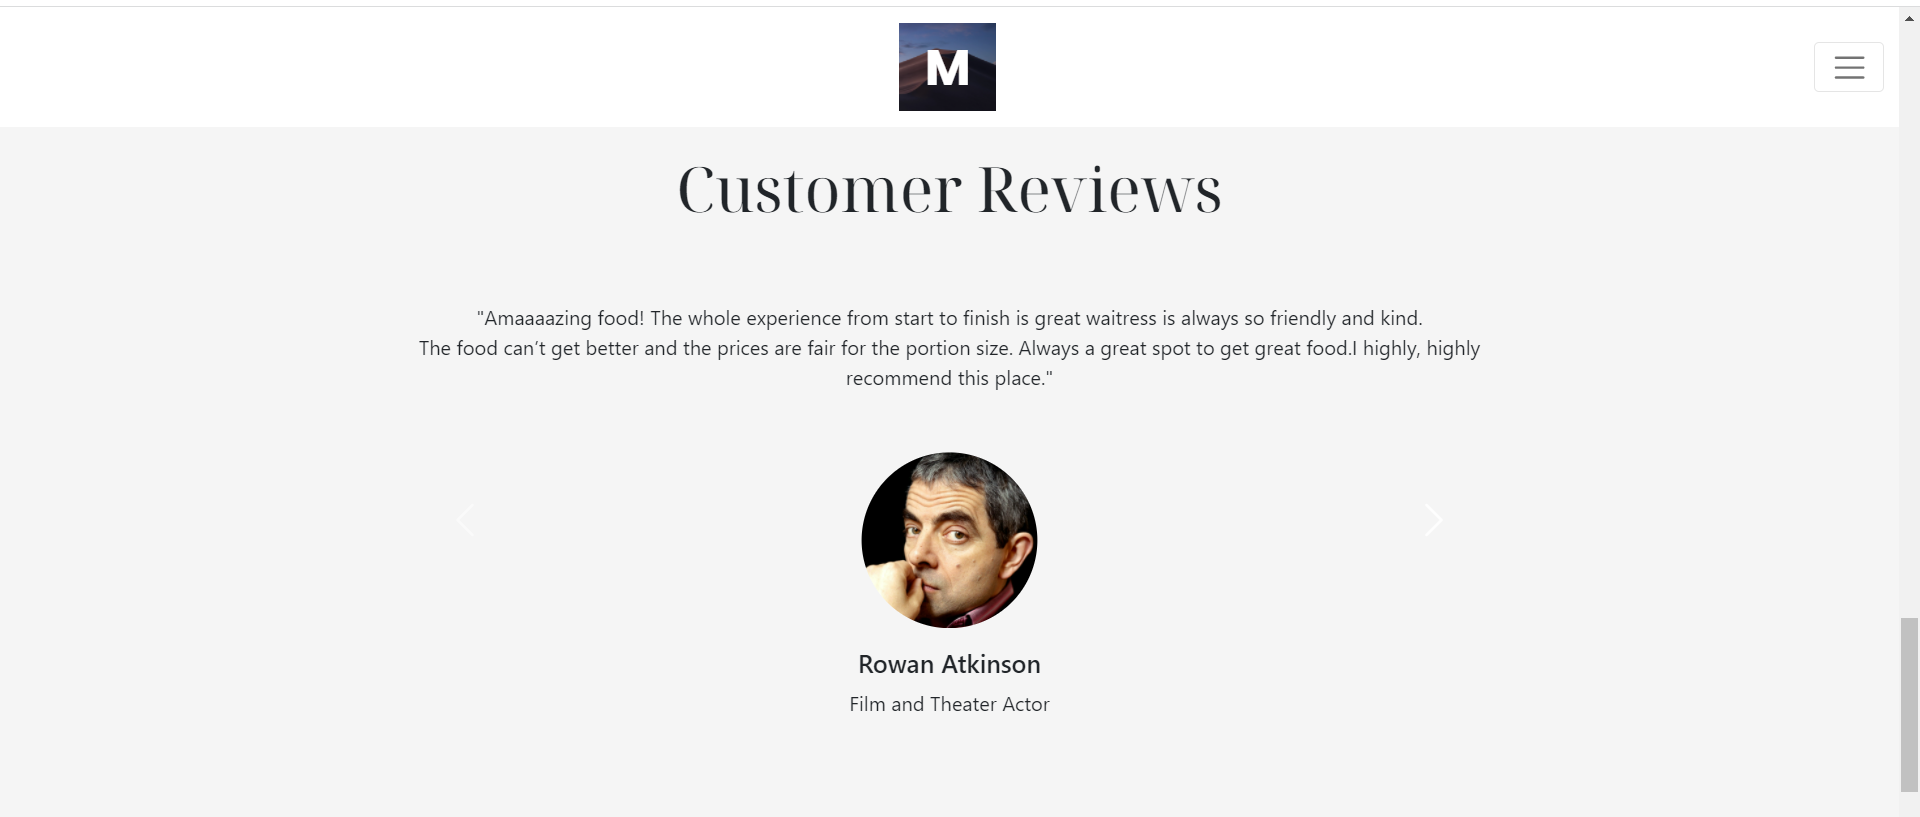 M
Customer Reviews
"Amaaaazing food! The whole experience from start to finish is great waitress is always so friendly and kind.
The food can’t get better and the prices are fair for the portion size. Always a great spot to get great food.I highly, highly
recommend this place."
Rowan Atkinson
Film and Theater Actor